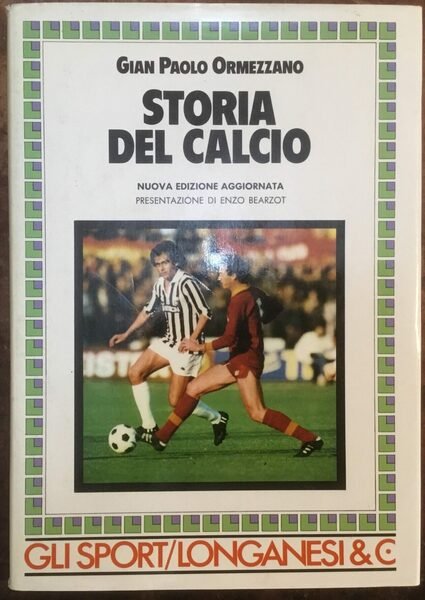 GIAN PAOLO ORMEZZANO
STORIA
DEL CALCIO
NUOVA EDIZIONE AGGIORNATA
PRESENTAZIONE DI ENZO BEARZOT
GLI SPORT/LONGANESI & C.